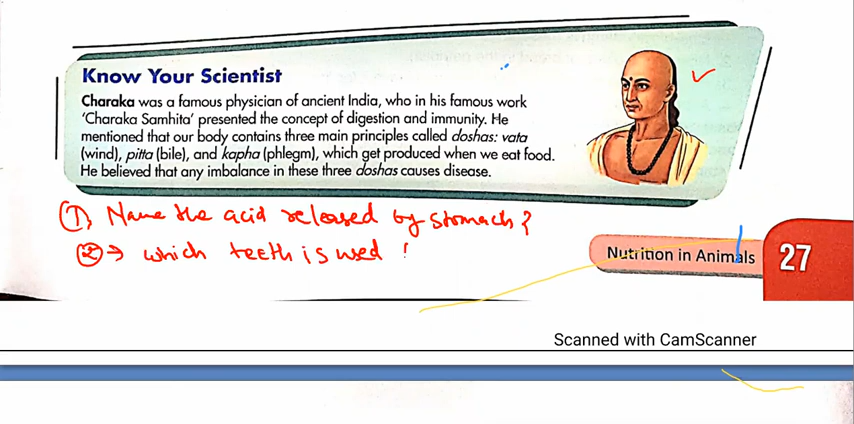 Know Your Scientist
Charaka was a famous physician of ancient India, who in his famous work
'Charaka Samhita' presented the concept of digestion and immunity. He
mentioned that our body contains three main principles called doshas: vata
(wind), pitta (bile), and kapha (phlegm), which get produced when we eat food.
He believed that any imbalance in these three doshas causes disease.
① Name the acid released by stomach?
② → which teeth is used !
Nutrition in Animals 27
Scanned with CamScanner